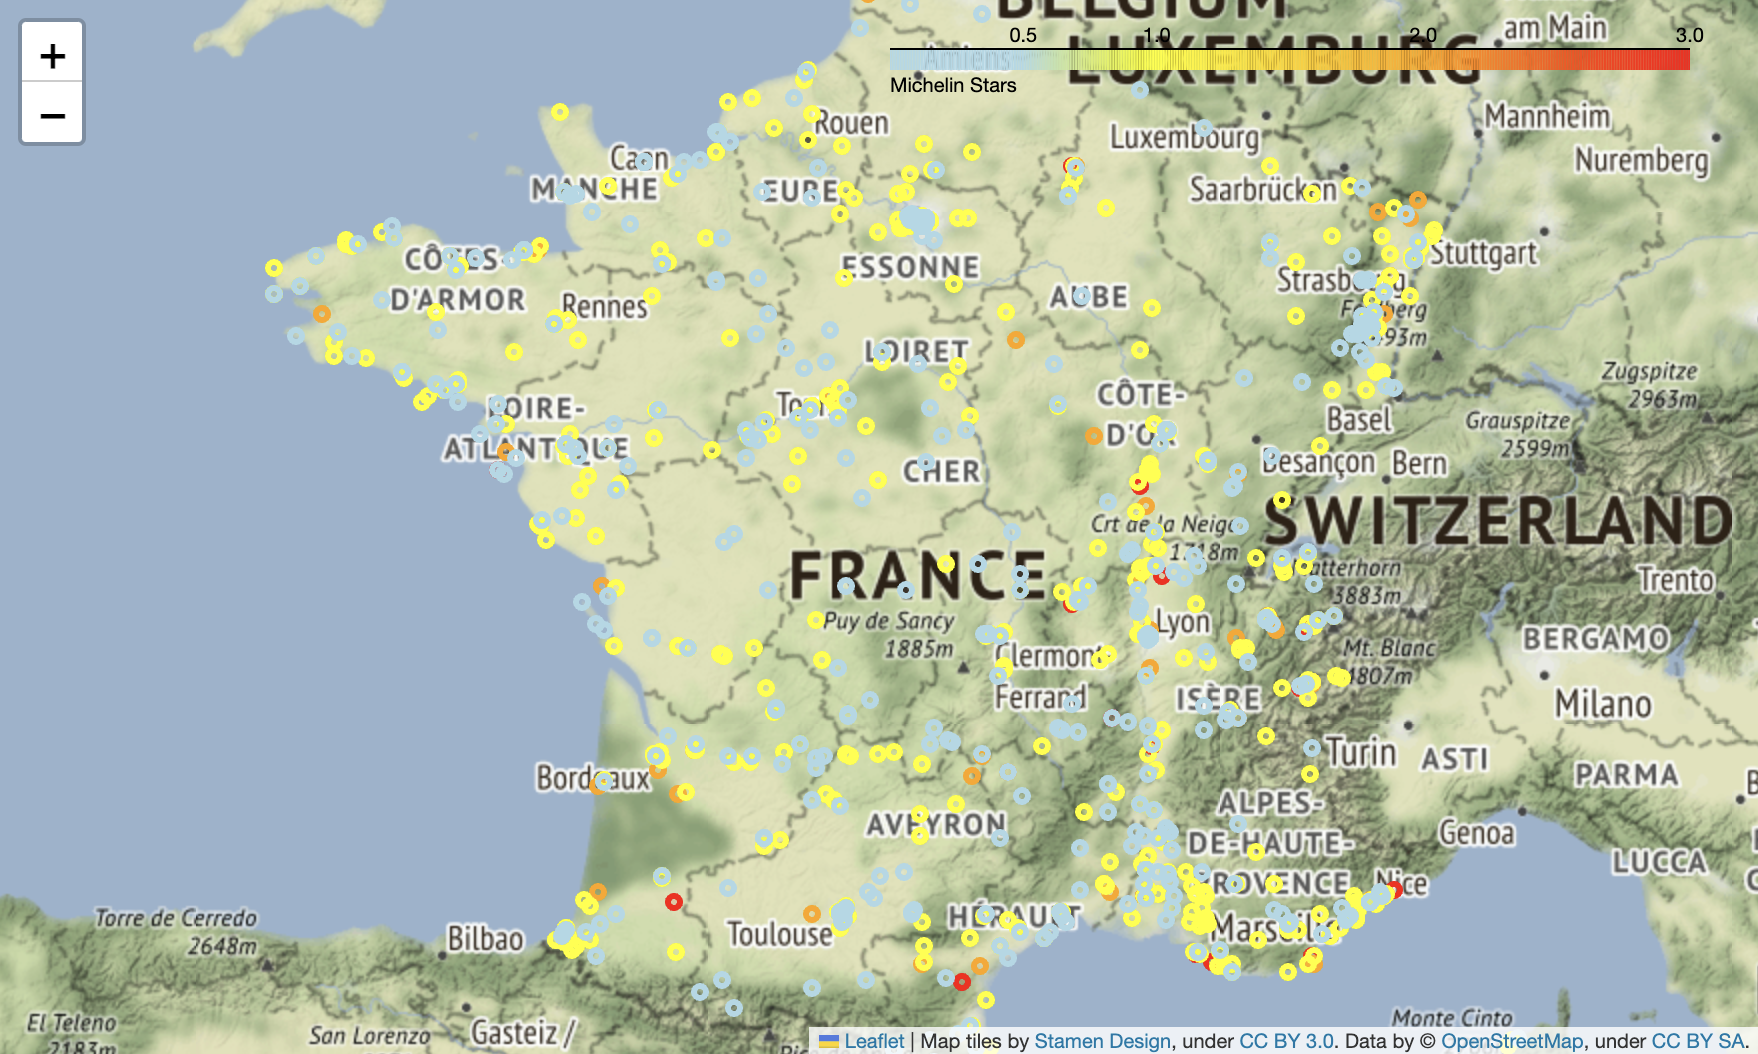 +
−
BELGIUM
am Main
0.5 1.0 2.0 3.0
Amiens
LUXEMBURG
Michelin Stars
Rouen
Mannheim
Luxembourg
Caen
Nuremberg
MANCHE
EURE
Saarbrücken
CÔTES-
D'ARMOR
ESSONNE
Stuttgart
Strasbourg
Rennes
AUBE
93m
LOIRET
Zugspitze
2963m
CÔTE-
D'OR
LOIRE-
ATLANTIQUE
Basel
Grauspitze
2599m
CHER
Besançon
Bern
Crt de la Neige
1718m
SWITZERLAND
FRANCE
3883m
Trento
Puy de Sancy
1885m
Lyon
Clermont
Ferrand
Mt. Blanc
4807m
BERGAMO
ISÈRE
Milano
Bordeaux
Turin
ASTI
PARMA
AVEYRON
ALPES-
DE-HAUTE-
PROVENCE
Genoa
LUCCA
Nice
Torre de Cerredo
2648m
Bilbao
Toulouse
HÉRAULT
Marseille
El Teleno
2183m
San Lorenzo
Gasteiz /
Monte Cinto
Leaflet | Map tiles by Stamen Design, under CC BY 3.0. Data by © OpenStreetMap, under CC BY SA.